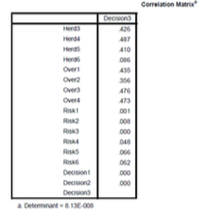 Correlation Matrixᵃ
Decision3
Herd3 .426
Herd4 .487
Herd5 .410
Herd6 .086
Over1 .435
Over2 .356
Over3 .476
Over4 .473
Risk1 .001
Risk2 .008
Risk3 .000
Risk4 .048
Risk5 .066
Risk6 .062
Decision1 .000
Decision2 .000
Decision3
a. Determinant = 8.13E-008